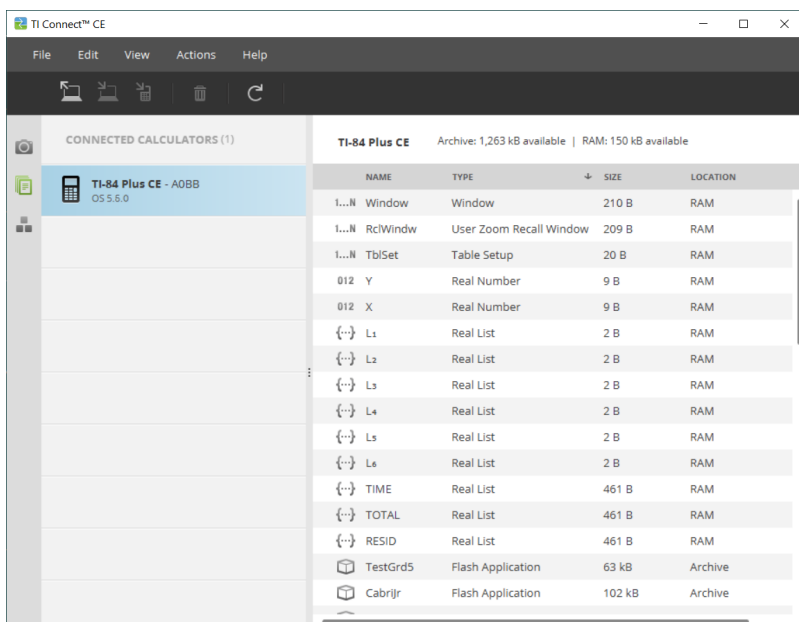 TI Connect™ CE
File Edit View Actions Help
CONNECTED CALCULATORS (1)
TI-84 Plus CE - A0BB
OS 5.6.0
TI-84 Plus CE Archive: 1,263 kB available | RAM: 150 kB available
NAME TYPE SIZE LOCATION
1...N Window Window 210 B RAM
1...N RclWindw User Zoom Recall Window 209 B RAM
1...N TblSet Table Setup 20 B RAM
012 Y Real Number 9 B RAM
012 X Real Number 9 B RAM
{···} L₁ Real List 2 B RAM
{···} L₂ Real List 2 B RAM
{···} L₃ Real List 2 B RAM
{···} L₄ Real List 2 B RAM
{···} L₅ Real List 2 B RAM
{···} L₆ Real List 2 B RAM
{···} TIME Real List 461 B RAM
{···} TOTAL Real List 461 B RAM
{···} RESID Real List 461 B RAM
TestGrd5 Flash Application 63 kB Archive
CabriJr Flash Application 102 kB Archive